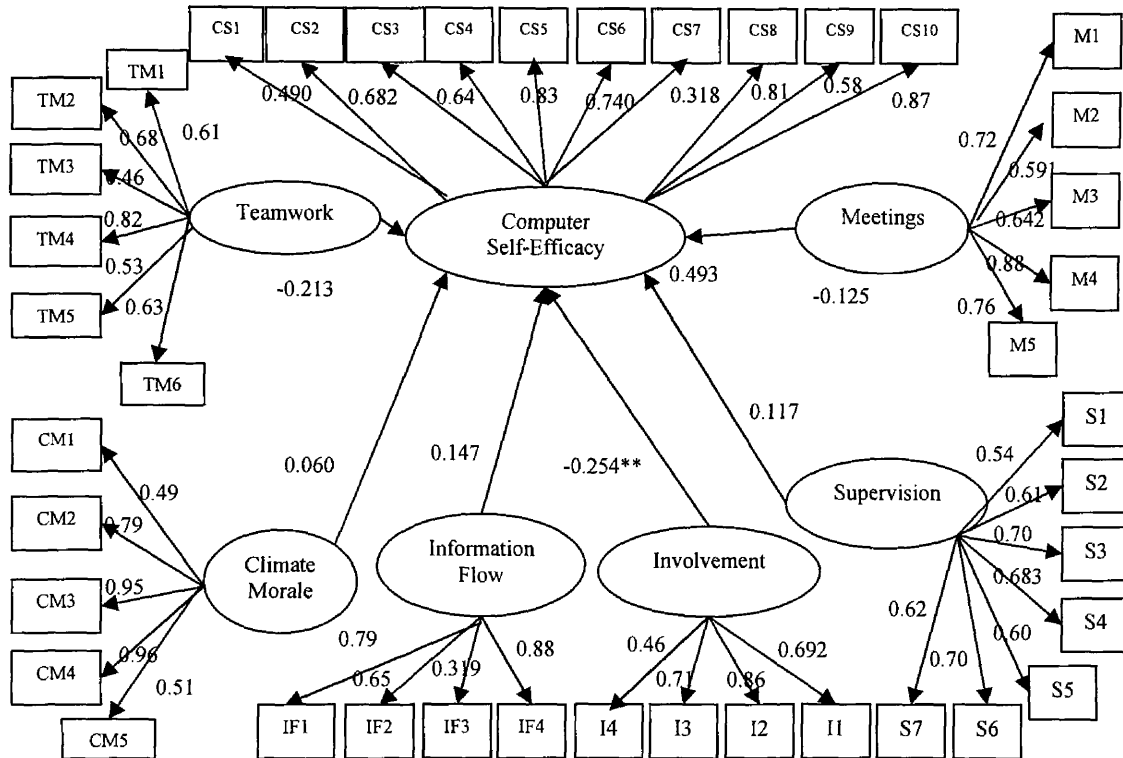 CS1 CS2 CS3 CS4 CS5 CS6 CS7 CS8 CS9 CS10
0.490 0.682 0.64 0.83 0.740 0.318 0.81 0.58 0.87
TM1
TM2
TM3
TM4
TM5
TM6
0.61
0.68
0.46
0.82
0.53
0.63
Teamwork
-0.213
Computer
Self-Efficacy
0.493
Meetings
-0.125
M1
M2
M3
M4
M5
0.72
0.591
0.642
0.88
0.76
0.060
0.147
-0.254**
0.117
CM1
CM2
CM3
CM4
CM5
0.49
0.79
0.95
0.96
0.51
Climate
Morale
Information
Flow
0.79 0.65 0.319 0.88
IF1 IF2 IF3 IF4
Involvement
0.46 0.71 0.86 0.692
I4 I3 I2 I1
Supervision
0.54
0.61
0.70
0.683
0.60
0.70
0.62
S1
S2
S3
S4
S5
S6
S7